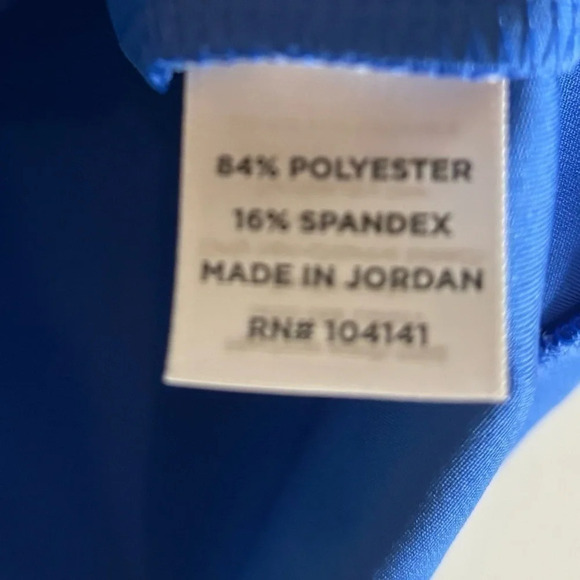 84% POLYESTER
16% SPANDEX
MADE IN JORDAN
RN# 104141